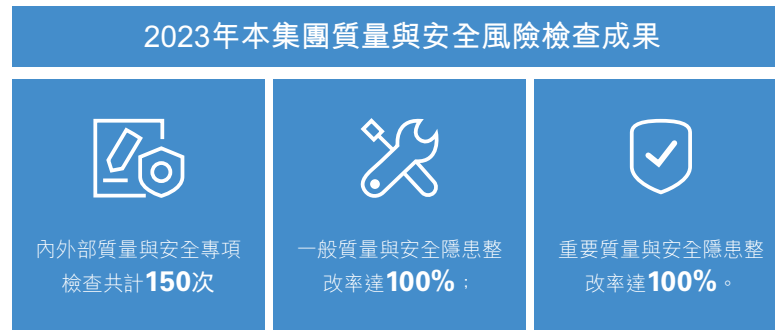 2023年本集團質量與安全風險檢查成果
內外部質量與安全專項
檢查共計150次
一般質量與安全隱患整
改率達100%；
重要質量與安全隱患整
改率達100%。